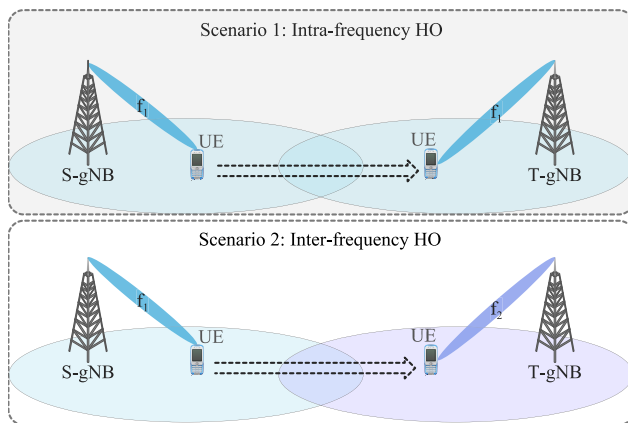 Scenario 1: Intra-frequency HO
f1
UE
UE
f1
S-gNB
T-gNB
Scenario 2: Inter-frequency HO
f1
UE
UE
f2
S-gNB
T-gNB